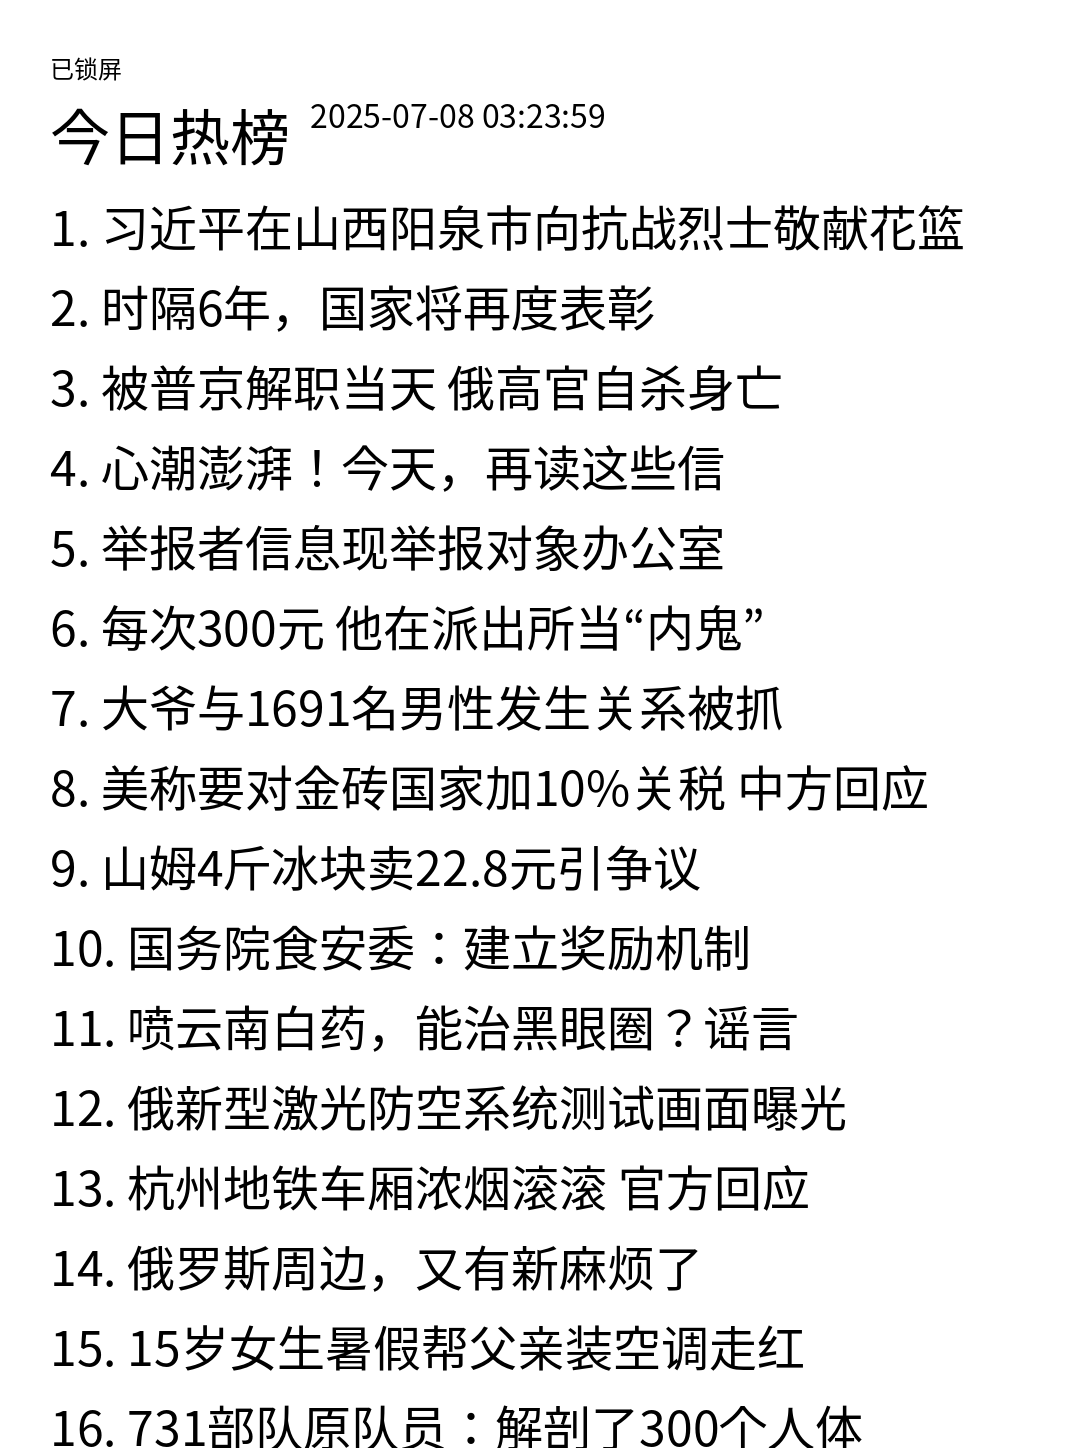 已锁屏
今日热榜 2025-07-08 03:23:59
1. 习近平在山西阳泉市向抗战烈士敬献花篮
2. 时隔6年，国家将再度表彰
3. 被普京解职当天 俄高官自杀身亡
4. 心潮澎湃！今天，再读这些信
5. 举报者信息现举报对象办公室
6. 每次300元 他在派出所当“内鬼”
7. 大爷与1691名男性发生关系被抓
8. 美称要对金砖国家加10%关税 中方回应
9. 山姆4斤冰块卖22.8元引争议
10. 国务院食安委：建立奖励机制
11. 喷云南白药，能治黑眼圈？谣言
12. 俄新型激光防空系统测试画面曝光
13. 杭州地铁车厢浓烟滚滚 官方回应
14. 俄罗斯周边，又有新麻烦了
15. 15岁女生暑假帮父亲装空调走红
16. 731部队原队员：解剖了300个人体